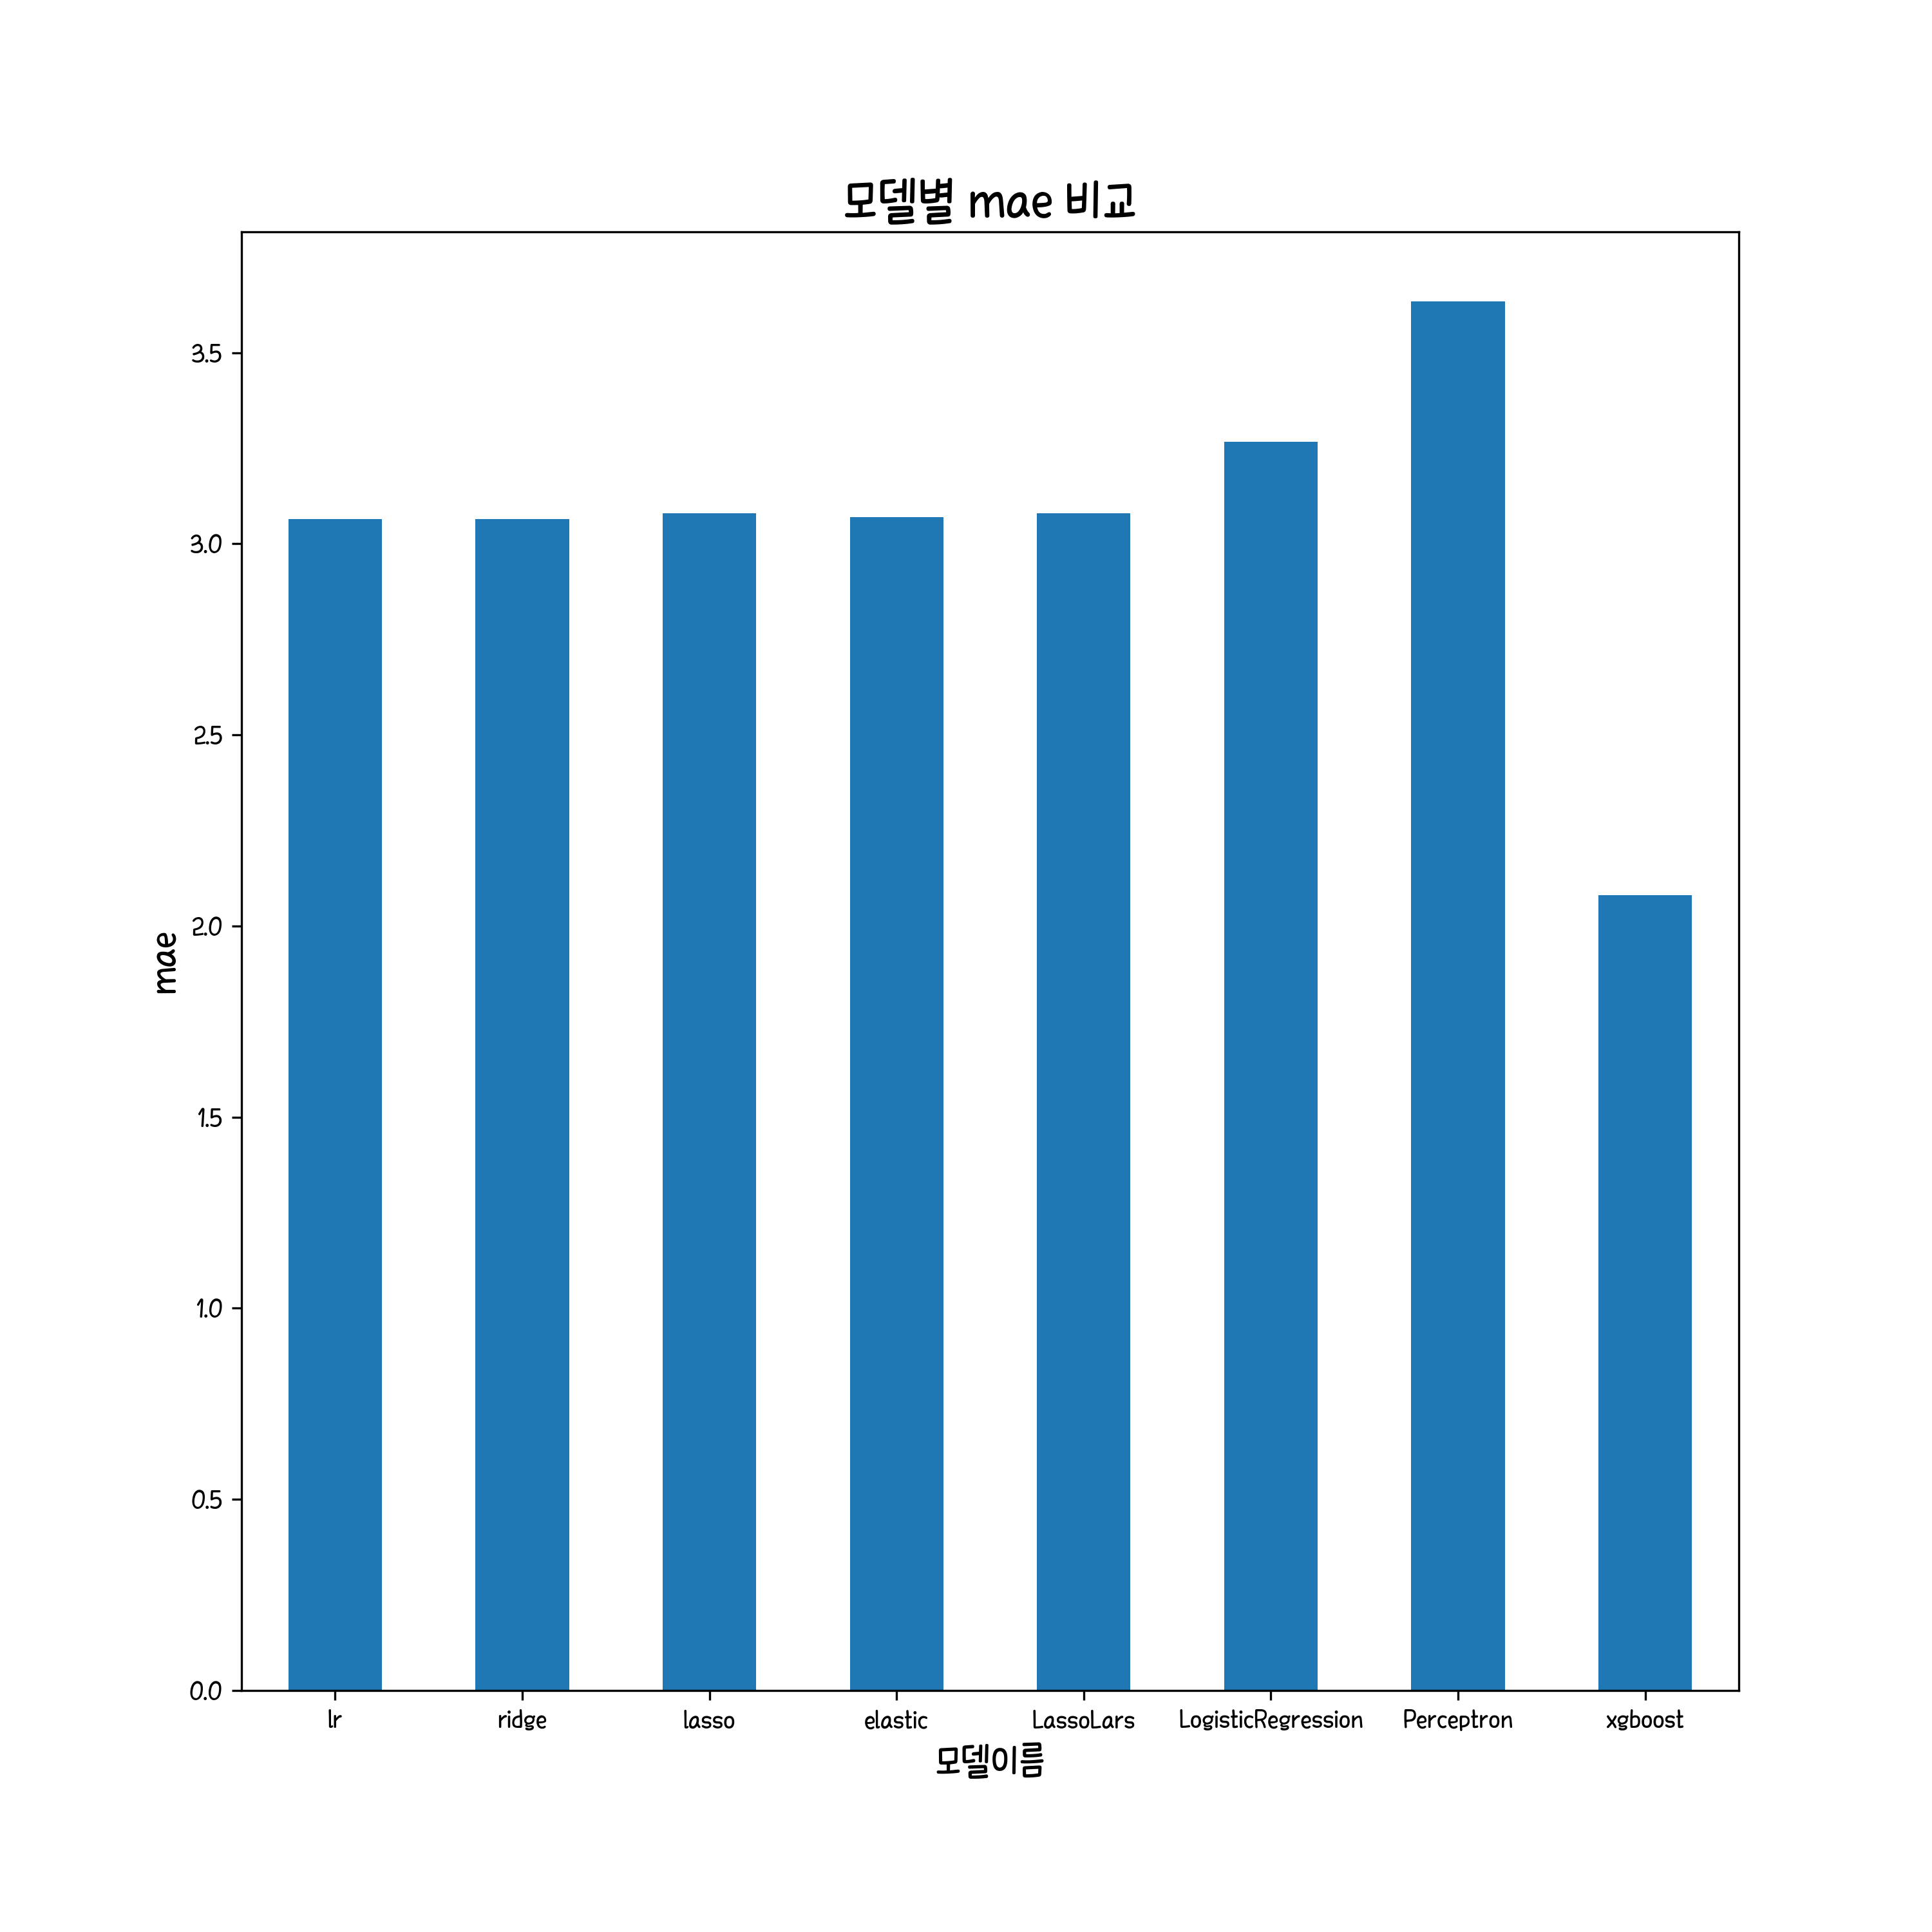 모델별 mae 비교
mae
3.5
3.0
2.5
2.0
1.5
1.0
0.5
0.0
lr ridge lasso elastic LassoLars LogisticRegression Perceptron xgboost
모델이름